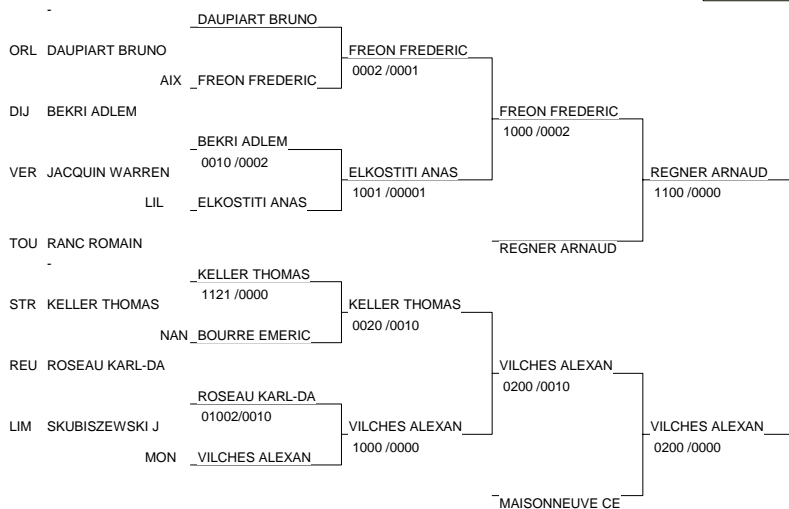 -
DAUPIART BRUNO
ORL DAUPIART BRUNO
FREON FREDERIC
0002 /0001
AIX FREON FREDERIC
DIJ BEKRI ADLEM
FREON FREDERIC
1000 /0002
BEKRI ADLEM
0010 /0002
VER JACQUIN WARREN
ELKOSTITI ANAS
1001 /00001
REGNER ARNAUD
1100 /0000
LIL ELKOSTITI ANAS
TOU RANC ROMAIN
REGNER ARNAUD
-
KELLER THOMAS
1121 /0000
STR KELLER THOMAS
KELLER THOMAS
0020 /0010
NAN BOURRE EMERIC
REU ROSEAU KARL-DA
VILCHES ALEXAN
0200 /0010
ROSEAU KARL-DA
01002/0010
LIM SKUBISZEWSKI J
VILCHES ALEXAN
1000 /0000
VILCHES ALEXAN
0200 /0000
MON VILCHES ALEXAN
MAISONNEUVE CE